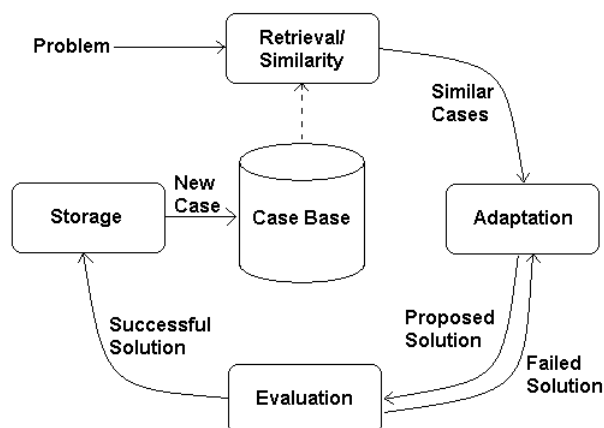 Problem
Retrieval/
Similarity
Similar
Cases
New
Case
Storage
Case Base
Adaptation
Successful
Solution
Proposed
Solution
Failed
Solution
Evaluation